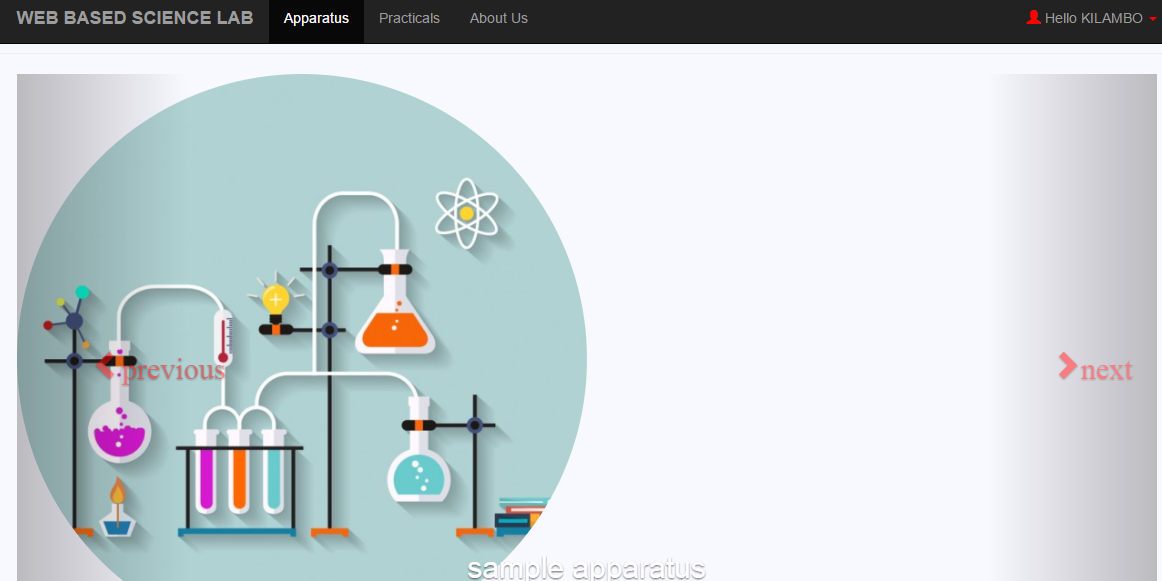 WEB BASED SCIENCE LAB Apparatus Practicals About Us Hello KILAMBO
previous next
sample apparatus